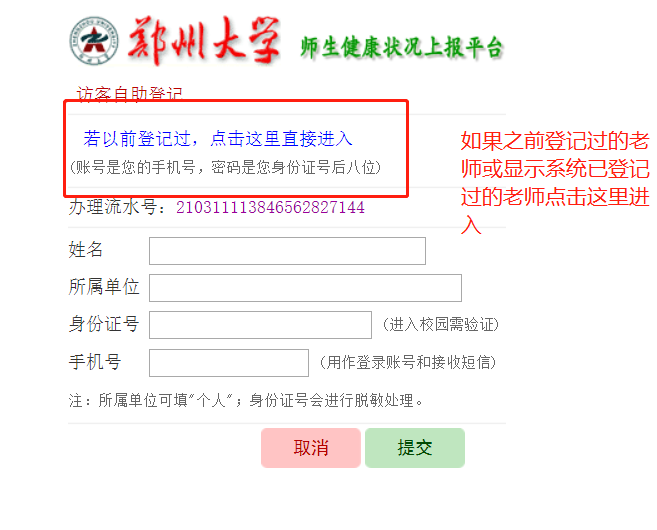 郑州大学 师生健康状况上报平台
访客自助登记
若以前登记过，点击这里直接进入
(账号是您的手机号，密码是您身份证号后八位)
如果之前登记过的老
师或显示系统已登记
过的老师点击这里进
入
办理流水号：210311113846562827144
姓名
所属单位
身份证号 (进入校园需验证)
手机号 (用作登录账号和接收短信)
注：所属单位可填"个人"；身份证号会进行脱敏处理。
取消 提交